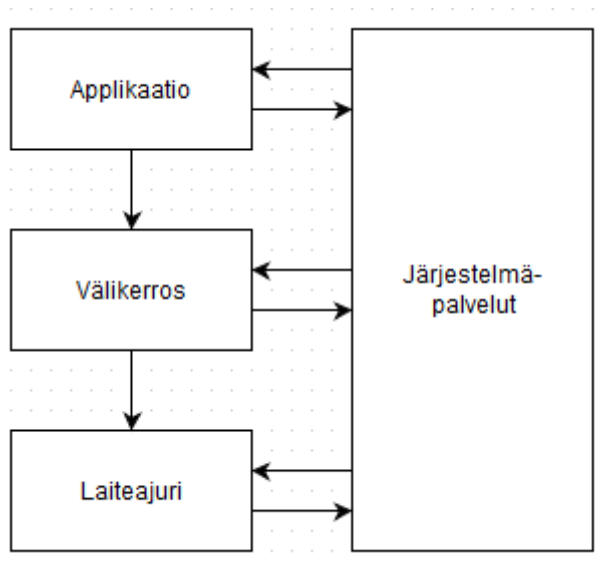 Applikaatio
Välikerros
Järjestelmä-
palvelut
Laiteajuri